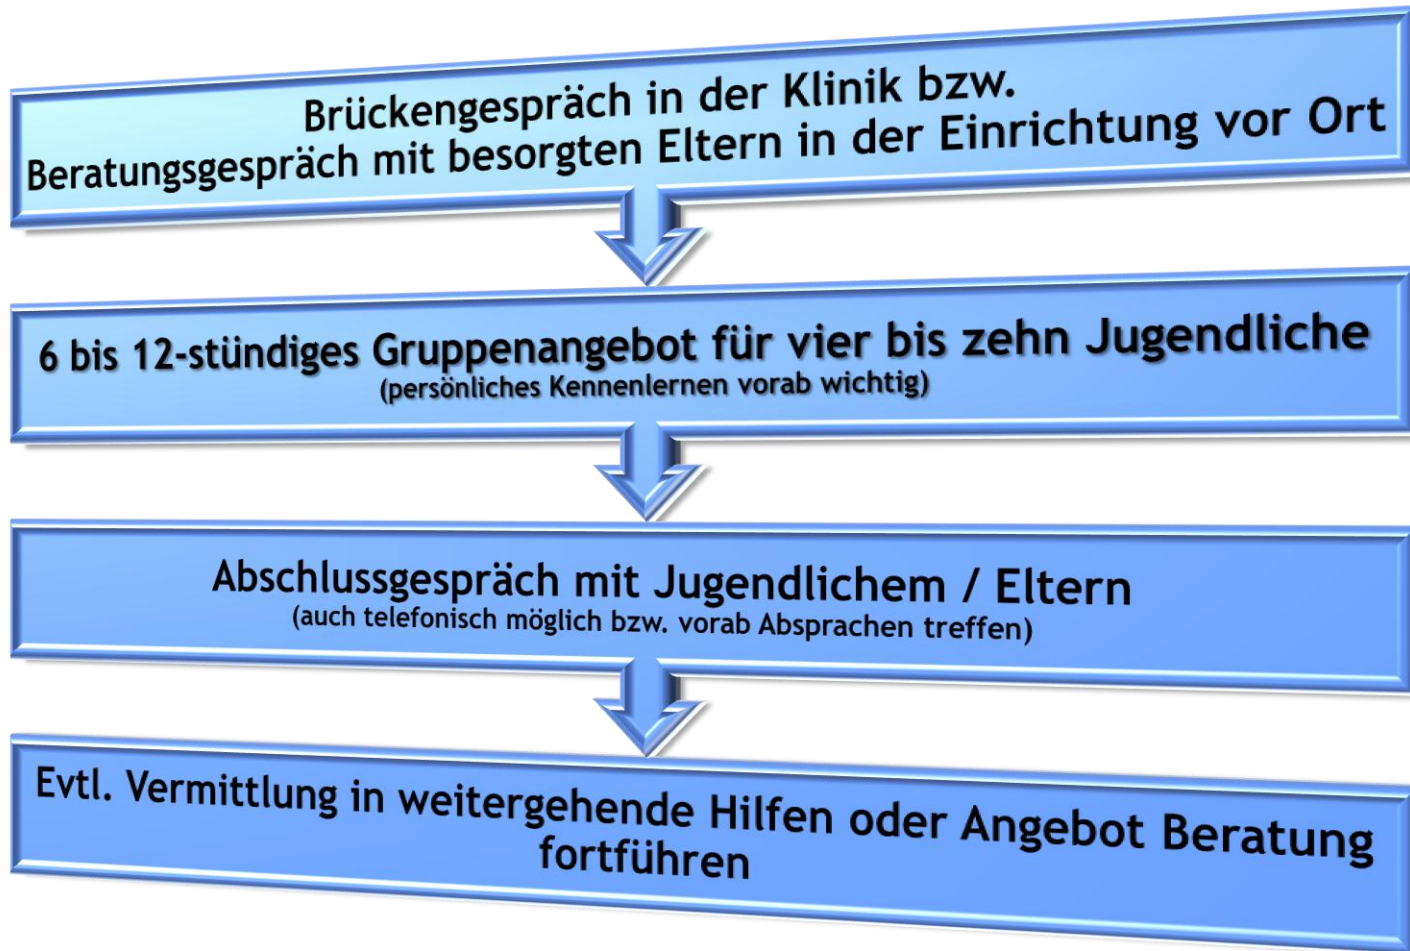 Brückengespräch in der Klinik bzw.
Beratungsgespräch mit besorgten Eltern in der Einrichtung vor Ort
6 bis 12-stündiges Gruppenangebot für vier bis zehn Jugendliche
(persönliches Kennenlernen vorab wichtig)
Abschlussgespräch mit Jugendlichem / Eltern
(auch telefonisch möglich bzw. vorab Absprachen treffen)
Evtl. Vermittlung in weitergehende Hilfen oder Angebot Beratung
fortführen